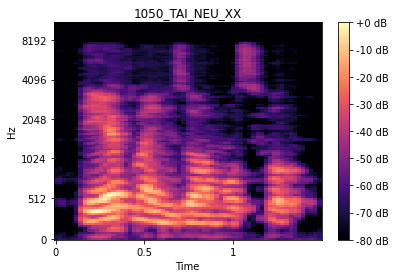 1050_TAI_NEU_XX
8192
4096
2048
1024
512
0
Hz
0
0.5
1
Time
+0 dB
-10 dB
-20 dB
-30 dB
-40 dB
-50 dB
-60 dB
-70 dB
-80 dB